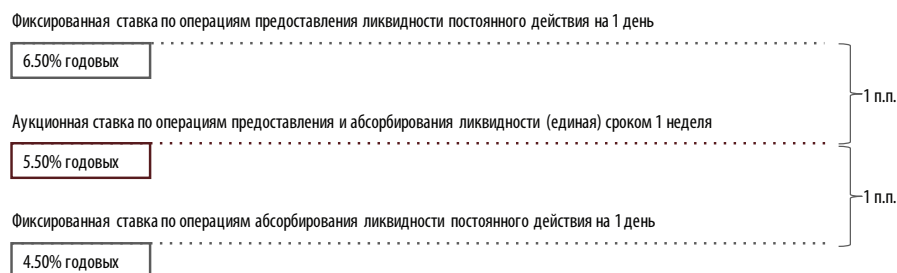 Фиксированная ставка по операциям предоставления ликвидности постоянного действия на 1 день
6.50% годовых
1 п.п.
Аукционная ставка по операциям предоставления и абсорбирования ликвидности (единая) сроком 1 неделя
5.50% годовых
1 п.п.
Фиксированная ставка по операциям абсорбирования ликвидности постоянного действия на 1 день
4.50% годовых